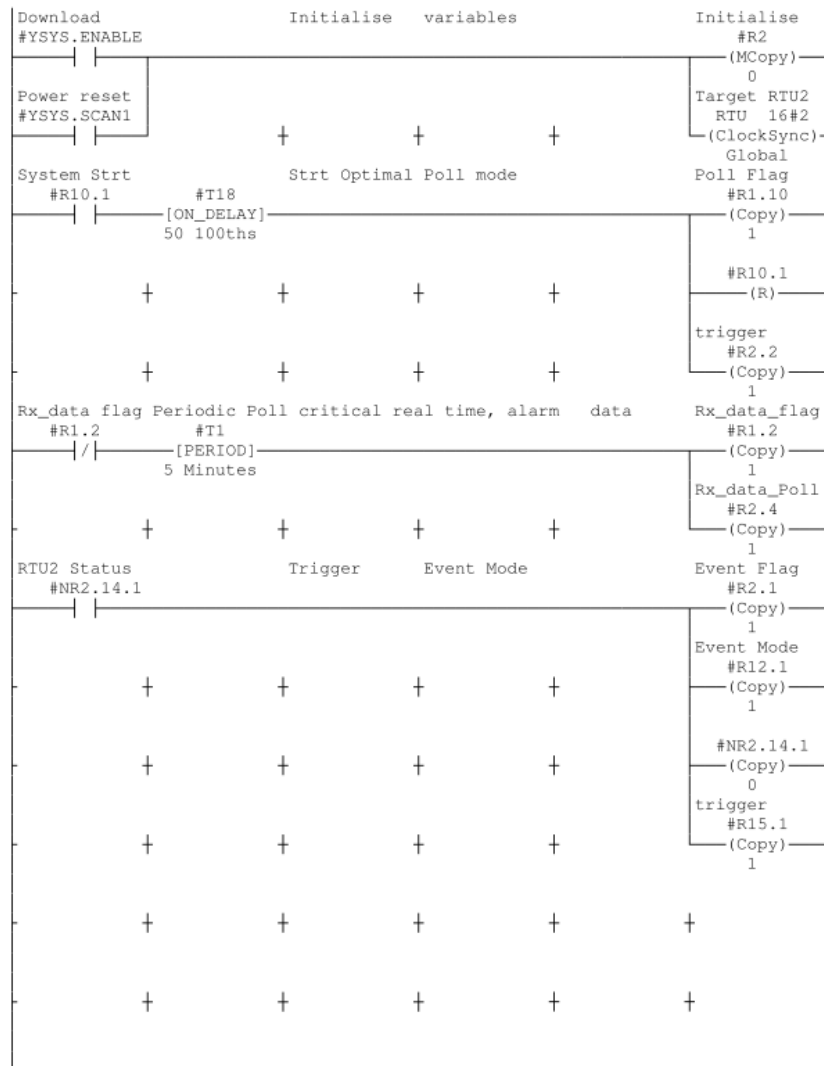 Download Initialise variables Initialise
#YSYS.ENABLE #R2
(MCopy)
0
Power reset Target RTU2
#YSYS.SCAN1 RTU 16#2
(ClockSync)
Global
System Strt Strt Optimal Poll mode Poll Flag
#R10.1 #T18 #R1.10
[ON_DELAY] (Copy)
50 100ths 1
#R10.1
(R)
trigger
#R2.2
(Copy)
1
Rx_data flag Periodic Poll critical real time, alarm data Rx_data_flag
#R1.2 #T1 #R1.2
[PERIOD] (Copy)
5 Minutes 1
Rx_data_Poll
#R2.4
(Copy)
1
RTU2 Status Trigger Event Mode Event Flag
#NR2.14.1 #R2.1
(Copy)
1
Event Mode
#R12.1
(Copy)
1
#NR2.14.1
(Copy)
0
trigger
#R15.1
(Copy)
1